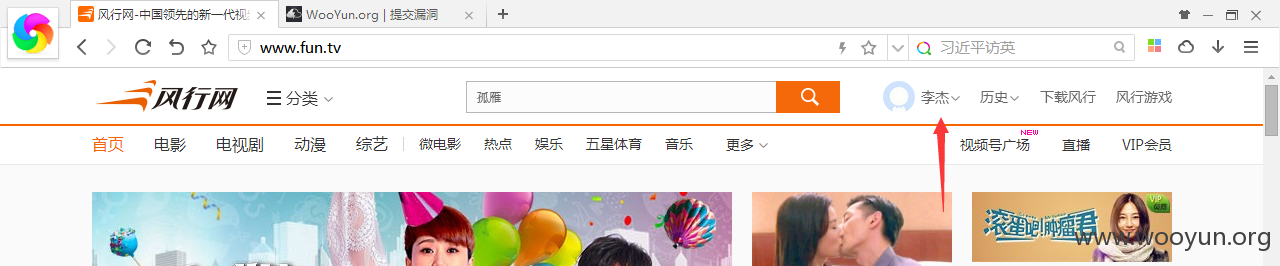 风行网-中国领先的新一代视
WooYun.org | 提交漏洞
www.fun.tv
习近平访英
风行网
分类
孤雁
李杰
历史
下载风行
风行游戏
首页
电影
电视剧
动漫
综艺
微电影
热点
娱乐
五星体育
音乐
更多
视频号广场
NEW
直播
VIP会员
滚蛋吧!肿瘤君
VIP
免费
www.wooyun.org